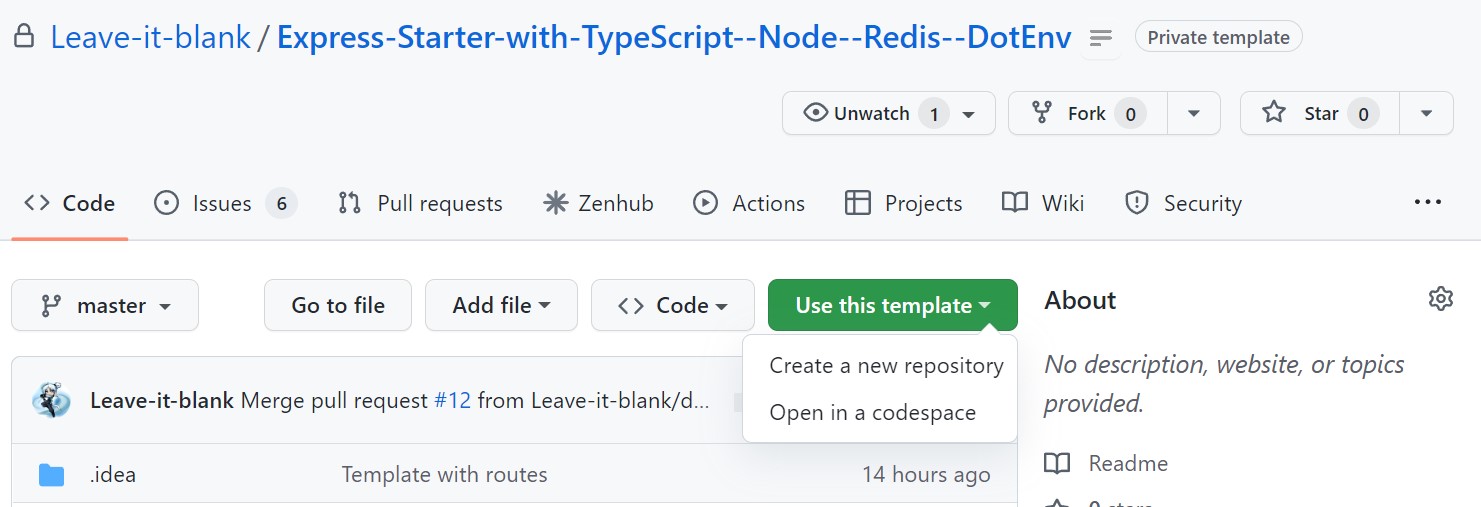 Leave-it-blank / Express-Starter-with-TypeScript--Node--Redis--DotEnv Private template
Unwatch 1 Fork 0 Star 0
Code Issues 6 Pull requests Zenhub Actions Projects Wiki Security ...
master Go to file Add file Code Use this template About
Create a new repository
Open in a codespace
No description, website, or topics
provided.
Leave-it-blank Merge pull request #12 from Leave-it-blank/d...
.idea Template with routes 14 hours ago
Readme
0 stars